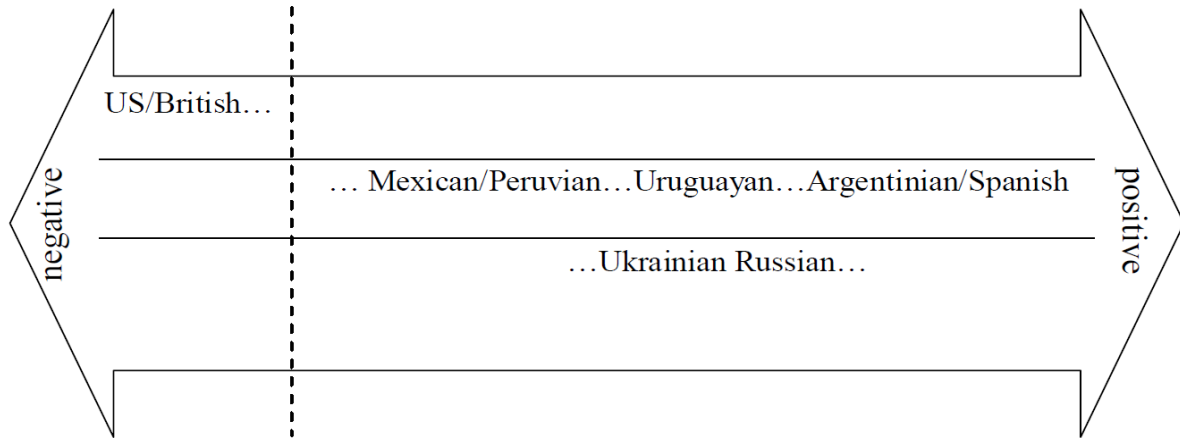 US/British…
… Mexican/Peruvian…Uruguayan…Argentinian/Spanish
…Ukrainian Russian…
negative
positive